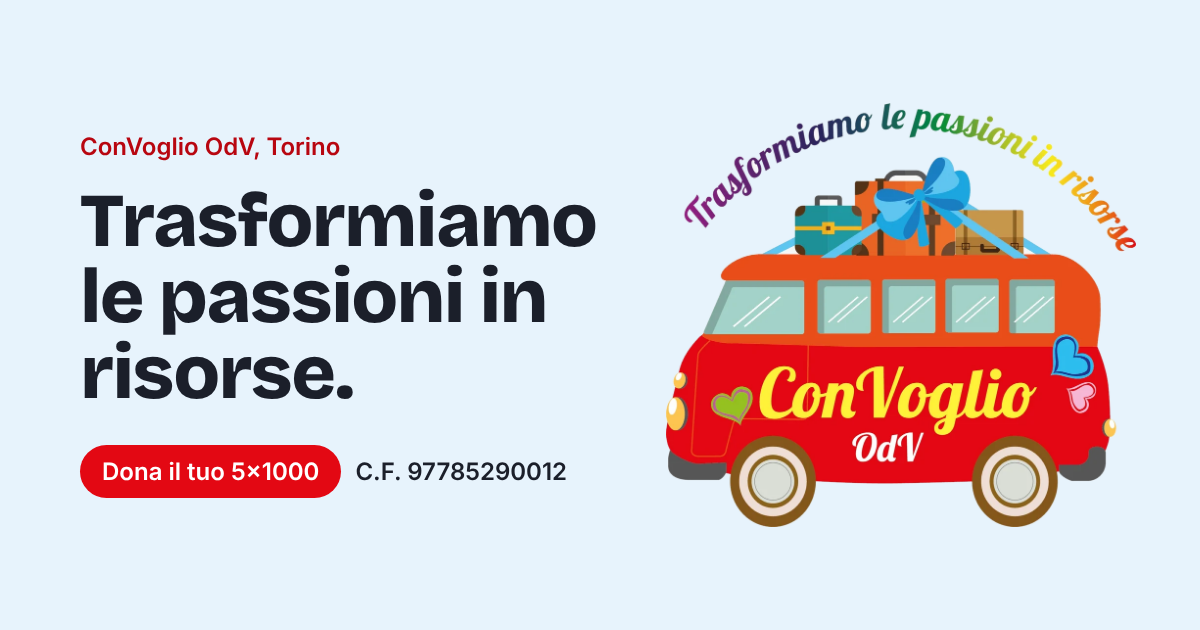 ConVoglio OdV, Torino
Trasformiamo
le passioni in
risorse.
Dona il tuo 5×1000
C.F. 97785290012
Trasformiamo le passioni in risorse
ConVoglio
OdV